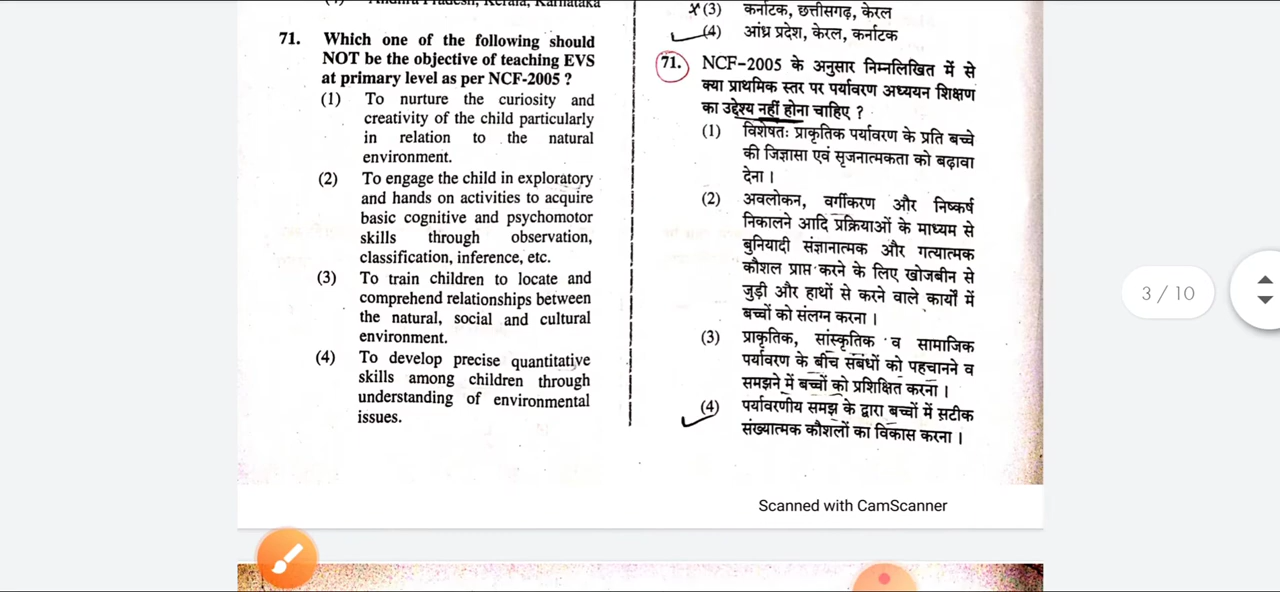 Andhra Pradesh, Kerala, Karnataka
71. Which one of the following should
NOT be the objective of teaching EVS
at primary level as per NCF-2005 ?
(1) To nurture the curiosity and
creativity of the child particularly
in relation to the natural
environment.
(2) To engage the child in exploratory
and hands on activities to acquire
basic cognitive and psychomotor
skills through observation,
classification, inference, etc.
(3) To train children to locate and
comprehend relationships between
the natural, social and cultural
environment.
(4) To develop precise quantitative
skills among children through
understanding of environmental
issues.
(3) कर्नाटक, छत्तीसगढ़, केरल
(4) आंध्र प्रदेश, केरल, कर्नाटक
71. NCF-2005 के अनुसार निम्नलिखित में से
क्या प्राथमिक स्तर पर पर्यावरण अध्ययन शिक्षण
का उद्देश्य नहीं होना चाहिए ?
(1) विशेषतः प्राकृतिक पर्यावरण के प्रति बच्चे
की जिज्ञासा एवं सृजनात्मकता को बढ़ावा
देना ।
(2) अवलोकन, वर्गीकरण और निष्कर्ष
निकालने आदि प्रक्रियाओं के माध्यम से
बुनियादी संज्ञानात्मक और गत्यात्मक
कौशल प्राप्त करने के लिए खोजबीन से
जुड़ी और हाथों से करने वाले कार्यों में
बच्चों को संलग्न करना ।
(3) प्राकृतिक, सांस्कृतिक व सामाजिक
पर्यावरण के बीच संबंधों को पहचानने व
समझने में बच्चों को प्रशिक्षित करना ।
(4) पर्यावरणीय समझ के द्वारा बच्चों में सटीक
संख्यात्मक कौशलों का विकास करना ।
3 / 10
Scanned with CamScanner